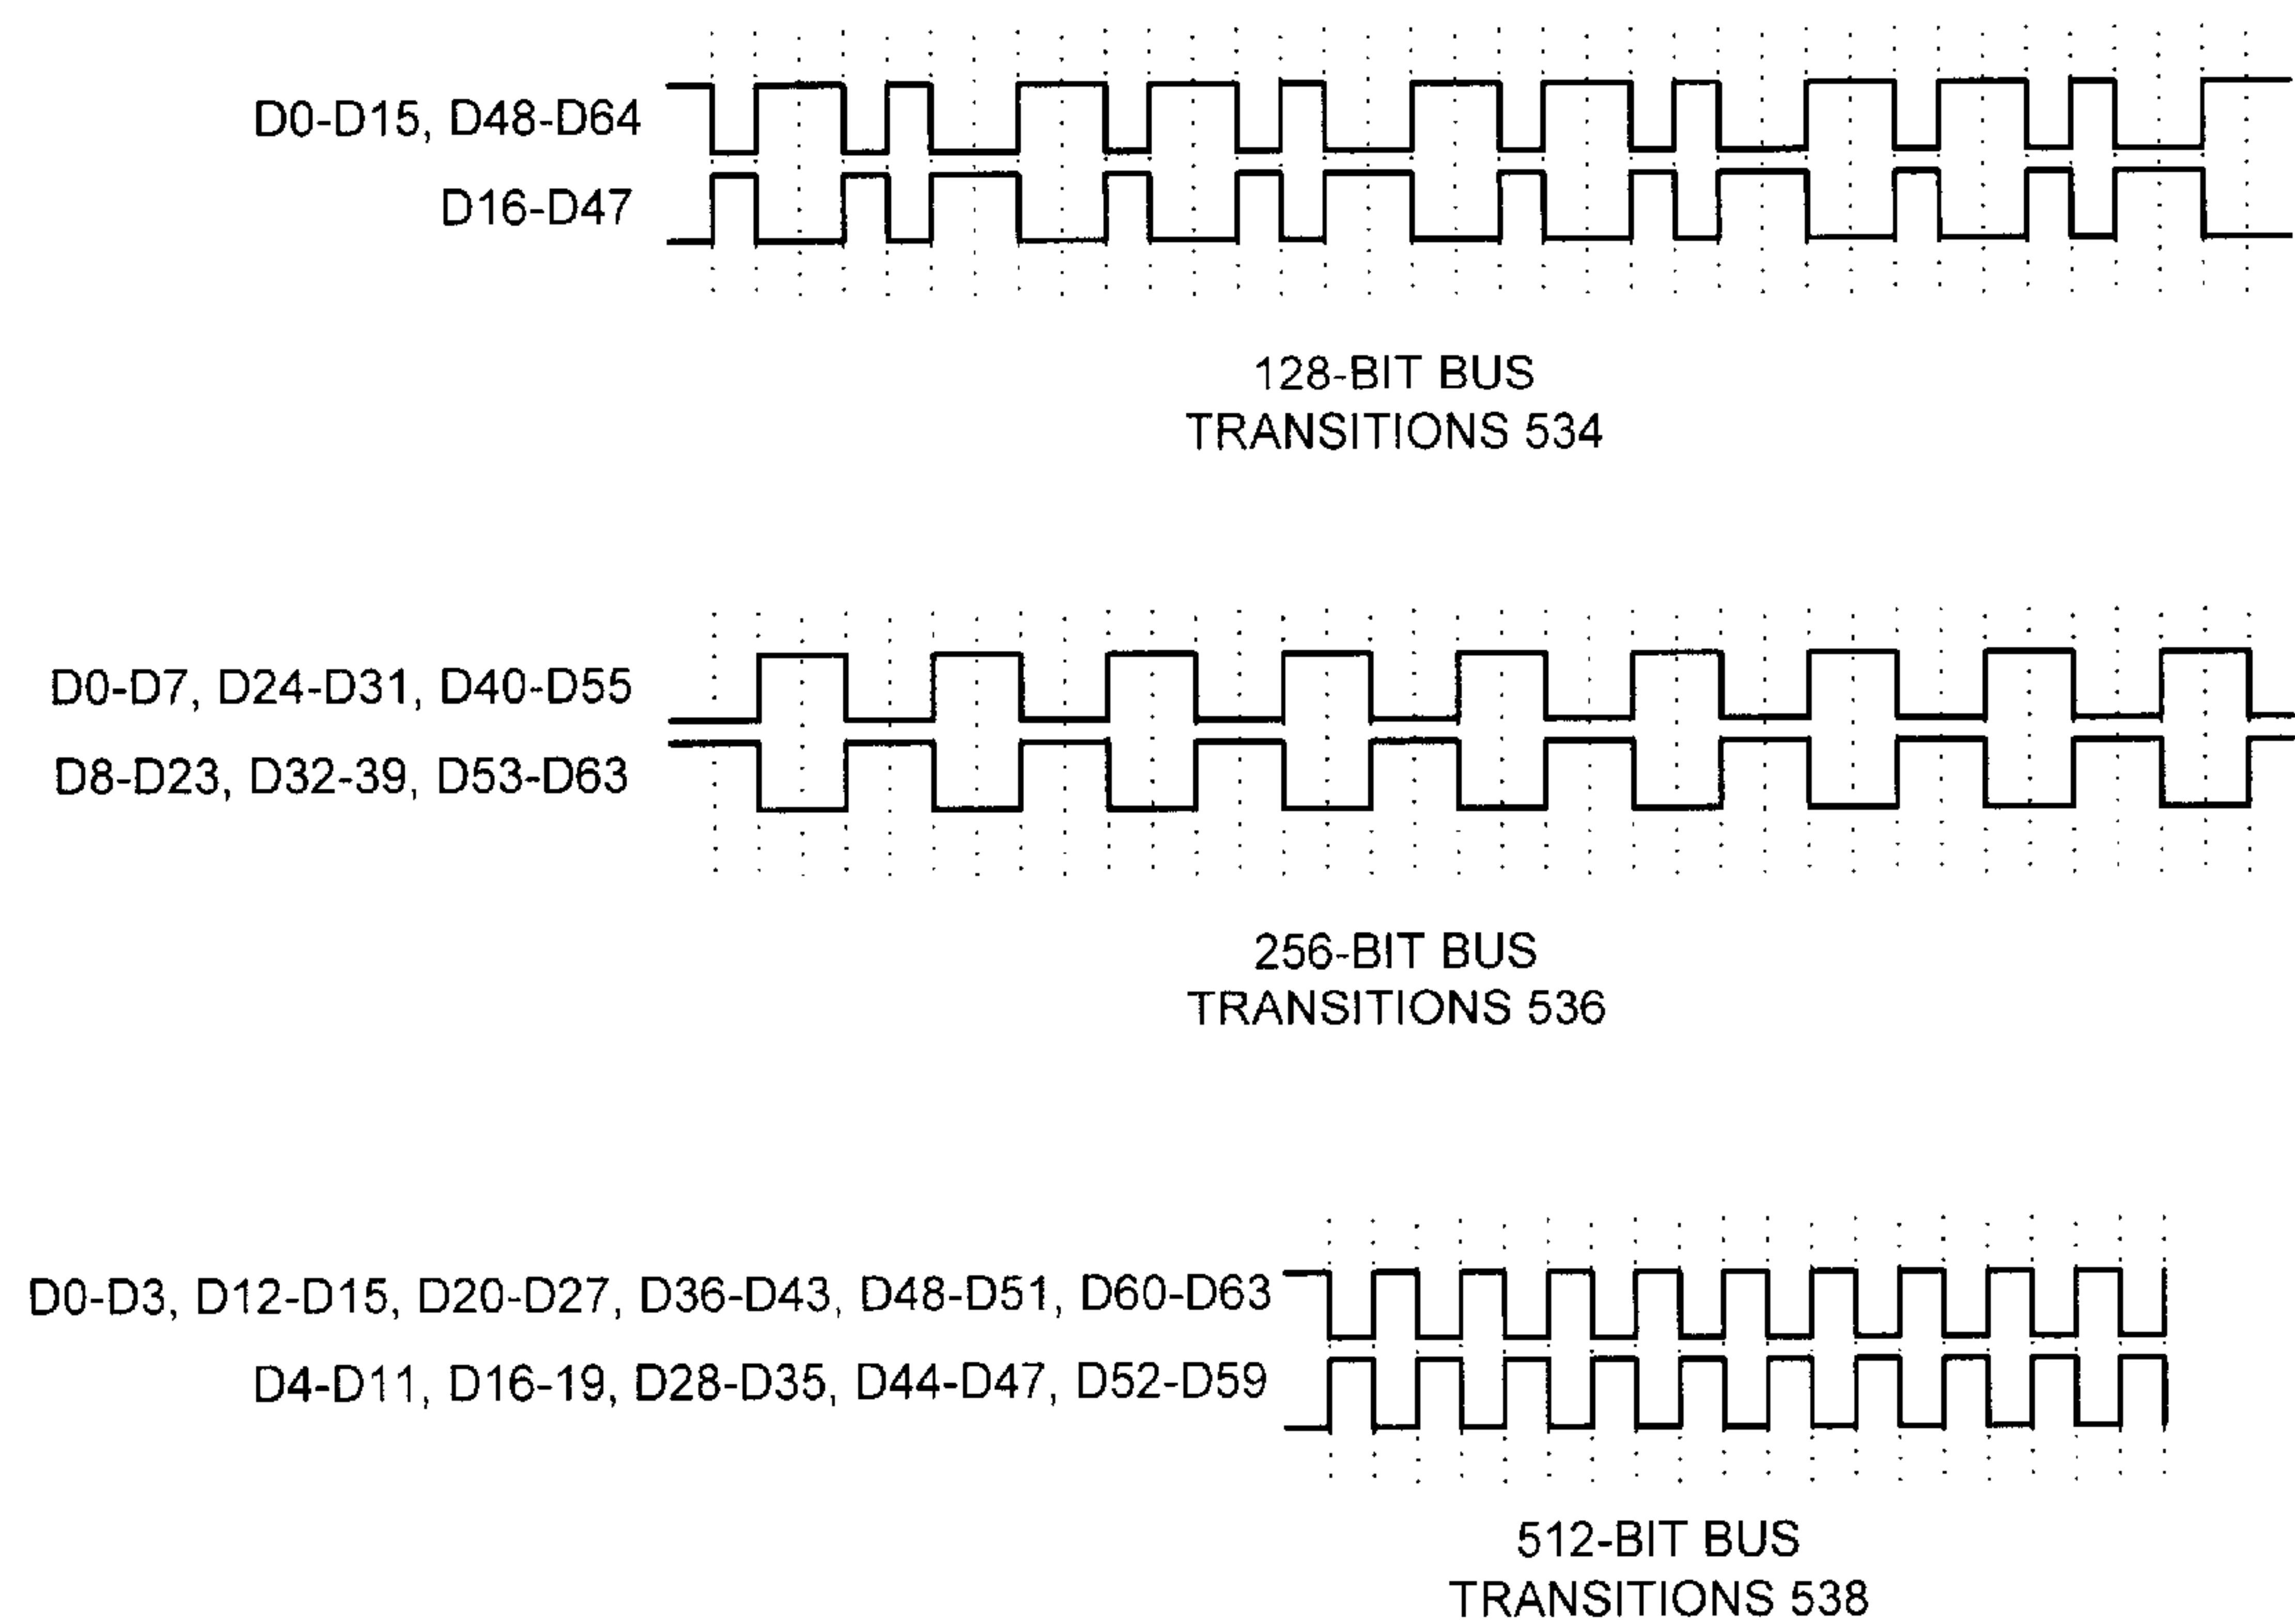 D0-D15, D48-D64
D16-D47
128-BIT BUS
TRANSITIONS 534
D0-D7, D24-D31, D40-D55
D8-D23, D32-39, D53-D63
256-BIT BUS
TRANSITIONS 536
D0-D3, D12-D15, D20-D27, D36-D43, D48-D51, D60-D63
D4-D11, D16-19, D28-D35, D44-D47, D52-D59
512-BIT BUS
TRANSITIONS 538